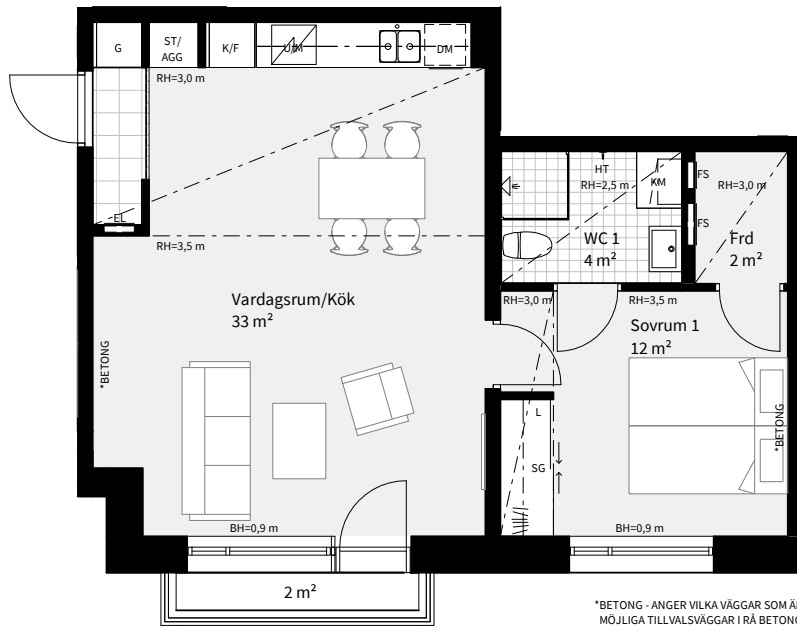 G
ST/
AGG
K/F
U/M
DM
RH=3,0 m
EL
RH=3,5 m
HT
RH=2,5 m
KM
FS
RH=3,0 m
FS
WC 1
4 m²
Frd
2 m²
Vardagsrum/Kök
33 m²
RH=3,0 m
RH=3,5 m
Sovrum 1
12 m²
*BETONG
*BETONG
L
SG
BH=0,9 m
BH=0,9 m
2 m²
*BETONG - ANGER VILKA VÄGGAR SOM
MÖJLIGA TILLVALSVÄGGAR I RÅ BETONG